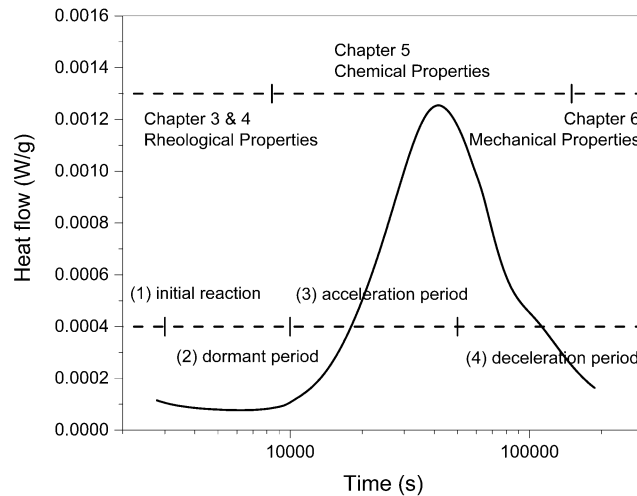 0.0016
0.0014
0.0012
0.0010
0.0008
0.0006
0.0004
0.0002
0.0000
Heat flow (W/g)
Chapter 5
Chemical Properties
Chapter 3 & 4
Rheological Properties
Chapter 6
Mechanical Properties
(1) initial reaction
(3) acceleration period
(2) dormant period
(4) deceleration period
10000
100000
Time (s)